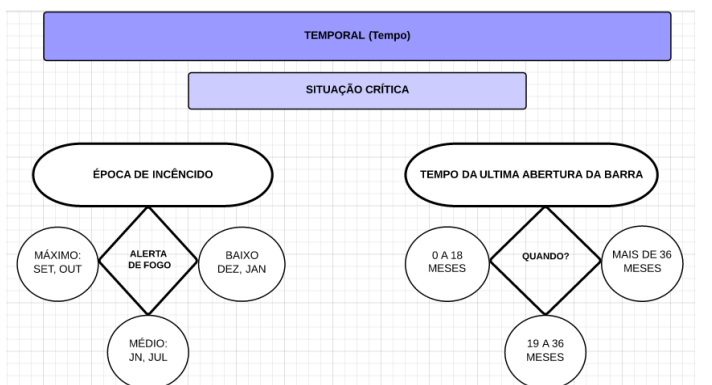 TEMPORAL (Tempo)
SITUAÇÃO CRÍTICA
ÉPOCA DE INCÊNCIDO
ALERTA
DE FOGO
MÁXIMO:
SET, OUT
BAIXO
DEZ, JAN
MÉDIO:
JN, JUL
TEMPO DA ULTIMA ABERTURA DA BARRA
QUANDO?
0 A 18
MESES
MAIS DE 36
MESES
19 A 36
MESES